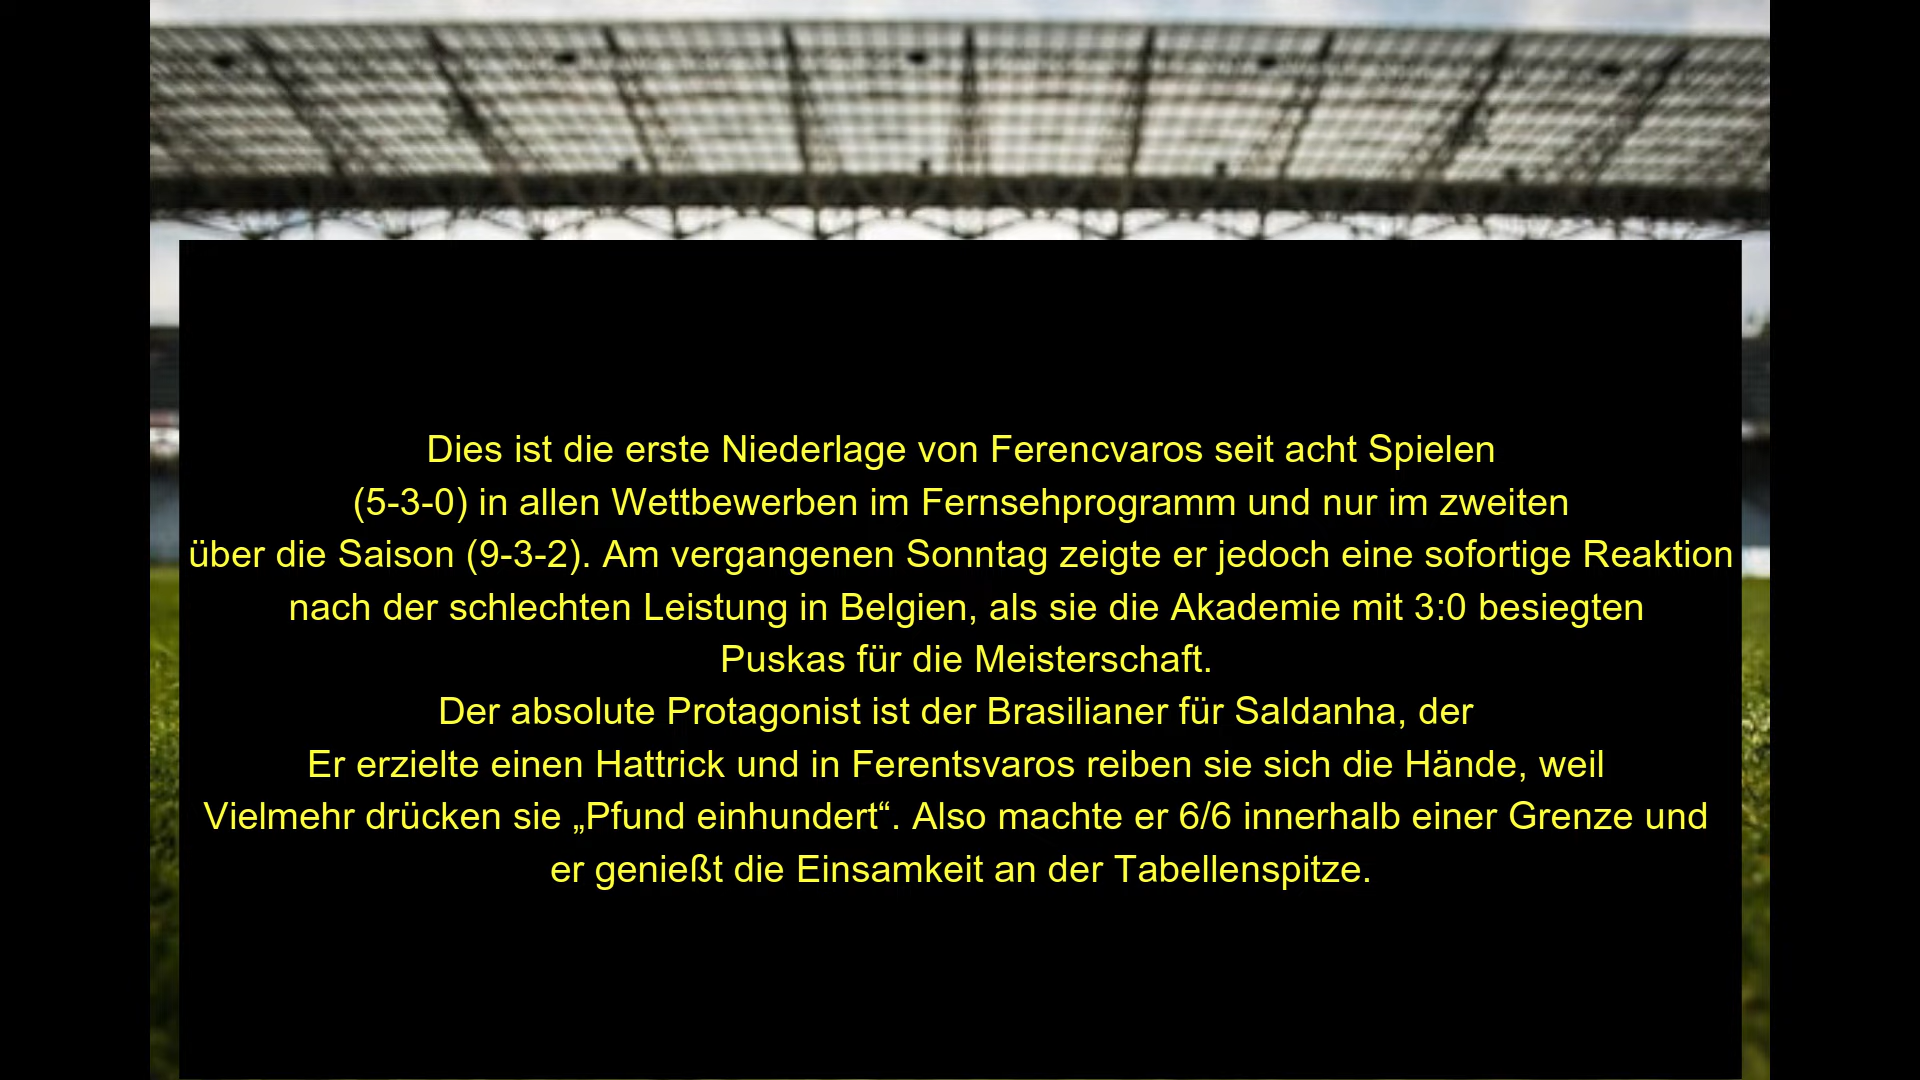 Dies ist die erste Niederlage von Ferencvaros seit acht Spielen
(5-3-0) in allen Wettbewerben im Fernsehprogramm und nur im zweiten
über die Saison (9-3-2). Am vergangenen Sonntag zeigte er jedoch eine sofortige Reaktion
nach der schlechten Leistung in Belgien, als sie die Akademie mit 3:0 besiegten
Puskas für die Meisterschaft.
Der absolute Protagonist ist der Brasilianer für Saldanha, der
Er erzielte einen Hattrick und in Ferentsvaros reiben sie sich die Hände, weil
Vielmehr drücken sie „Pfund einhundert“. Also machte er 6/6 innerhalb einer Grenze und
er genießt die Einsamkeit an der Tabellenspitze.